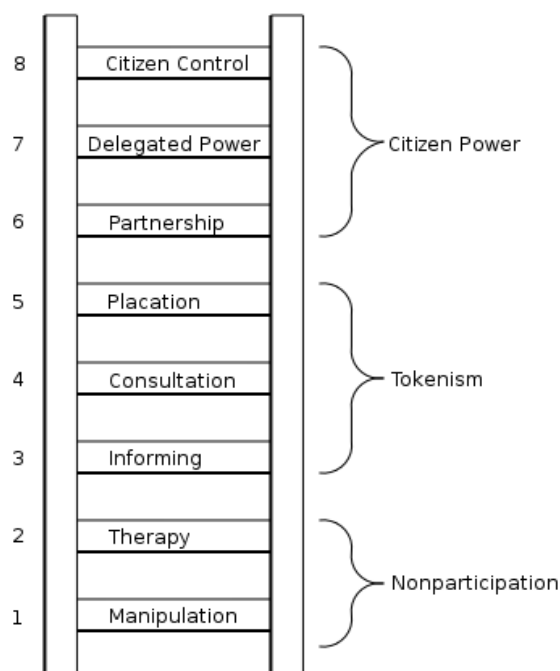 8 Citizen Control
7 Delegated Power
Citizen Power
6 Partnership
5 Placation
4 Consultation
Tokenism
3 Informing
2 Therapy
Nonparticipation
1 Manipulation